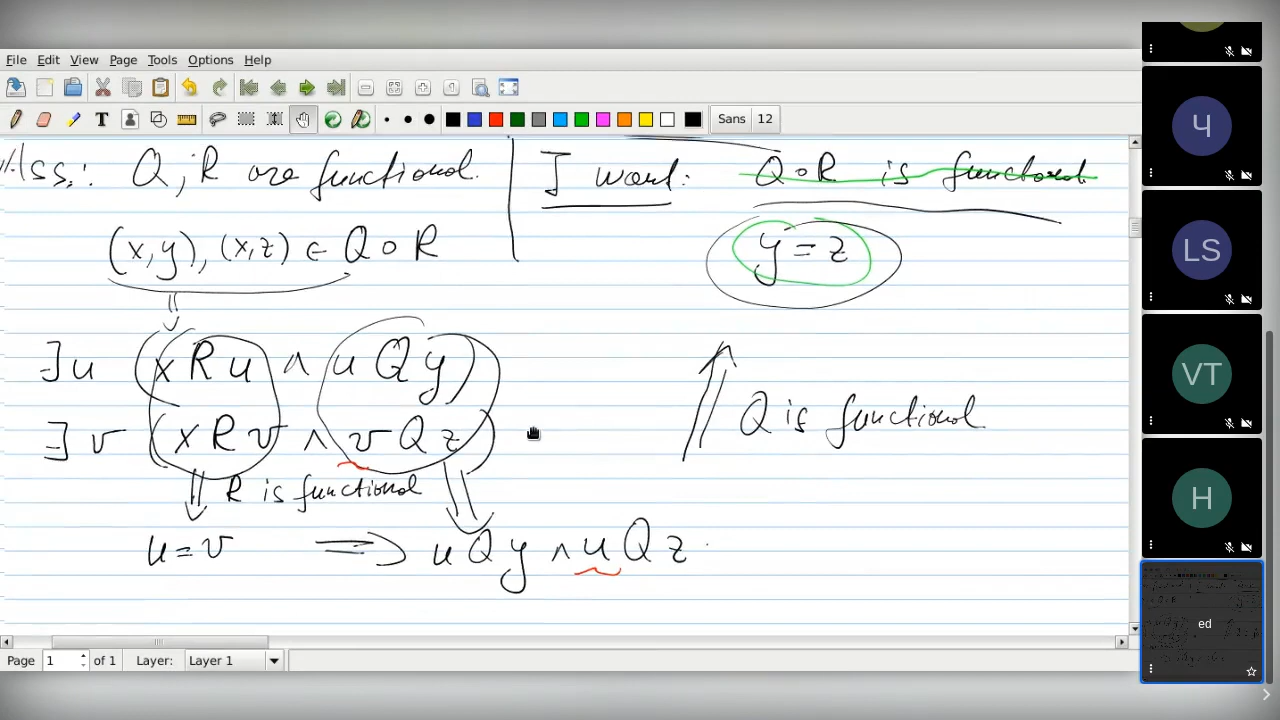 File Edit View Page Tools Options Help
Sans 12
Ass.: Q, R are functional.
I want: Q∘R is functional
(x,y), (x,z) ∈ Q∘R
y = z
∃u (xRu ∧ uQy)
∃v (xRv ∧ vQz)
Q is functional
R is functional
u = v ⟹ uQy ∧ uQz
Page 1 of 1 Layer: Layer 1
Ч
LS
VT
H
ed